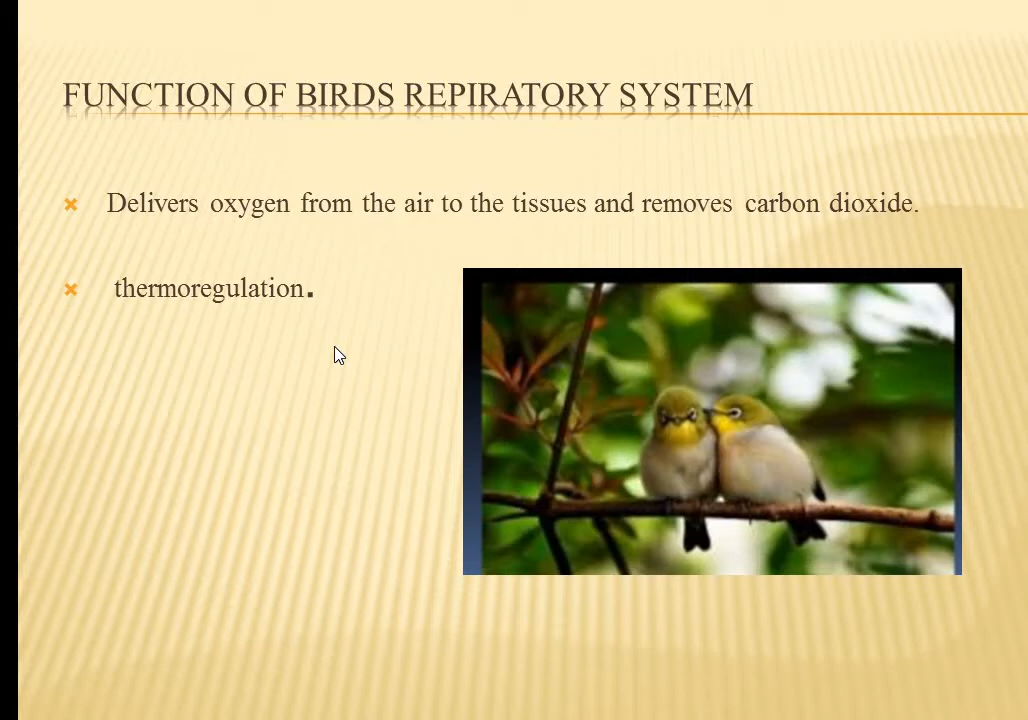 FUNCTION OF BIRDS REPIRATORY SYSTEM
Delivers oxygen from the air to the tissues and removes carbon dioxide.
thermoregulation.